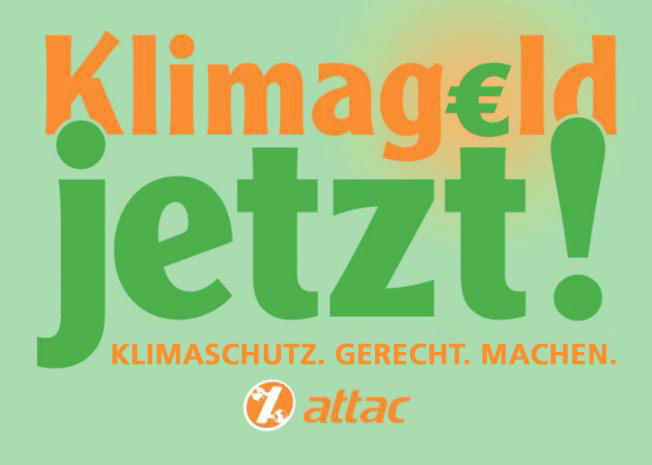 Klimag€ld
jetzt!
KLIMASCHUTZ. GERECHT. MACHEN.
attac